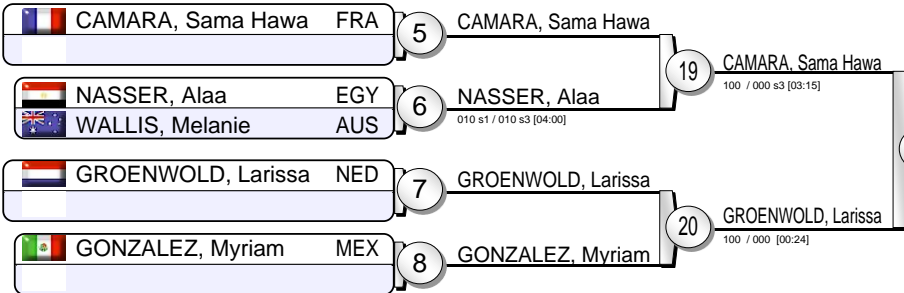 CAMARA, Sama Hawa FRA
5
CAMARA, Sama Hawa
19
CAMARA, Sama Hawa
100 / 000 s3 [03:15]
NASSER, Alaa EGY
WALLIS, Melanie AUS
6
NASSER, Alaa
010 s1 / 010 s3 [04:00]
GROENWOLD, Larissa NED
7
GROENWOLD, Larissa
20
GROENWOLD, Larissa
100 / 000 [00:24]
GONZALEZ, Myriam MEX
8
GONZALEZ, Myriam